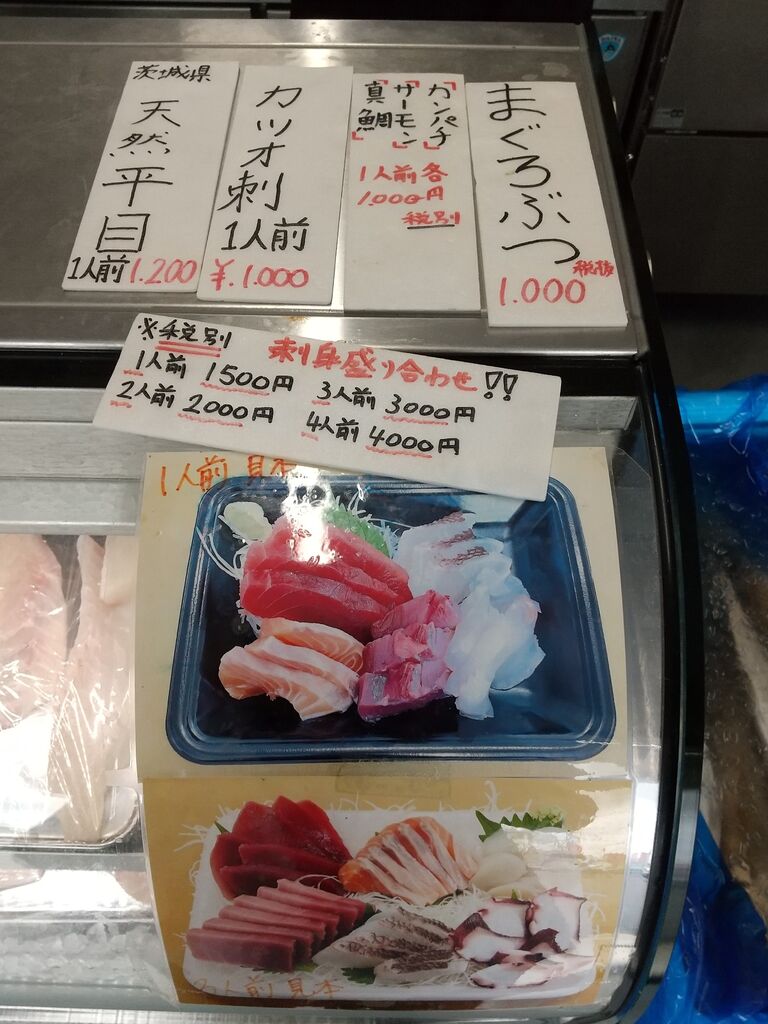 茨城県
天然平目
1人前 1.200
カツオ刺
1人前
¥.1.000
「カンパチ」
「サーモン」
「真鯛」
1人前各
1.000円
税別
まぐろぶつ
税抜
1.000
※税別
刺身盛り合わせ!!
1人前 1500円 3人前 3000円
2人前 2000円 4人前 4000円
1人前 見本
人前見本